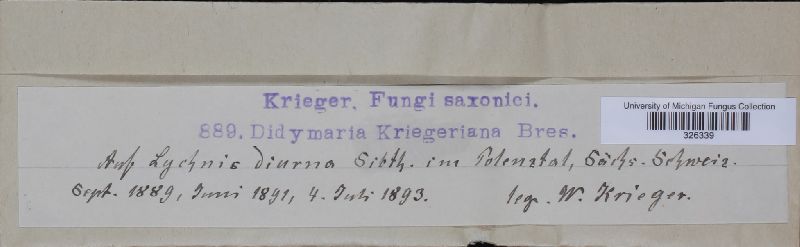 Krieger, Fungi saxonici.
889. Didymaria Kriegeriana Bres.
Auf Lychnis diurna Sibth. im Polenztal, Sächs. Schweiz.
Sept. 1889, Juni 1891, 4. Juli 1893. leg. W. Krieger.
University of Michigan Fungus Collection
326339